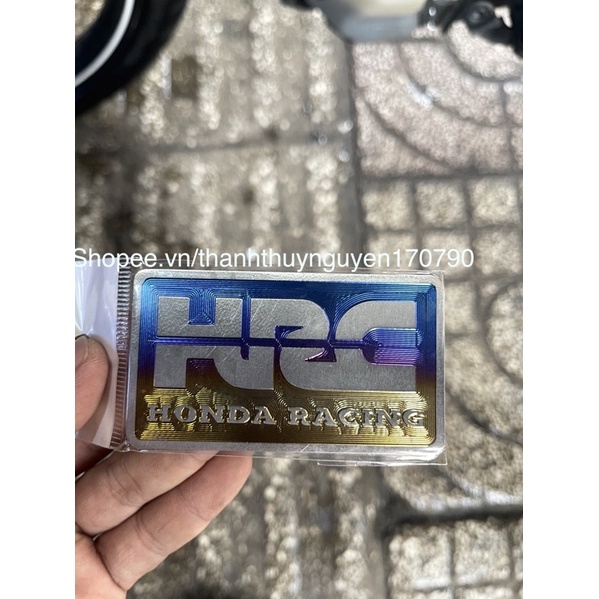 Shopee.vn/thanhthuynguyen170790
HRC
HONDA RACING